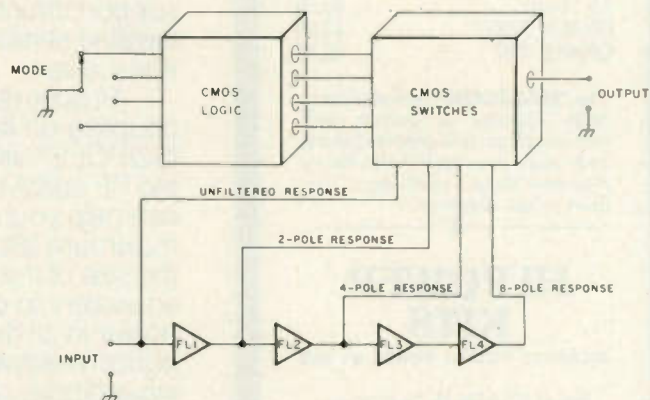 MODE
CMOS
LOGIC
CMOS
SWITCHES
OUTPUT
UNFILTERED RESPONSE
2-POLE RESPONSE
4-POLE RESPONSE
8-POLE RESPONSE
INPUT
FL1
FL2
FL3
FL4